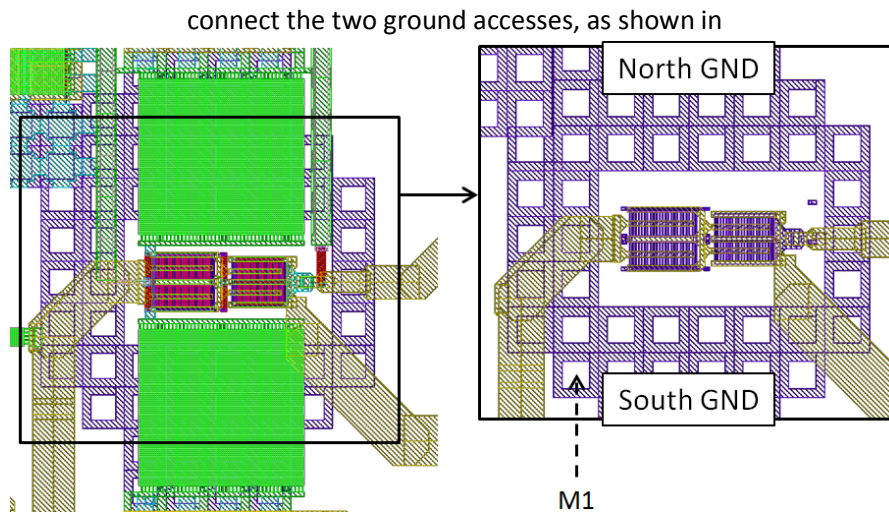 connect the two ground accesses, as shown in
North GND
South GND
M1